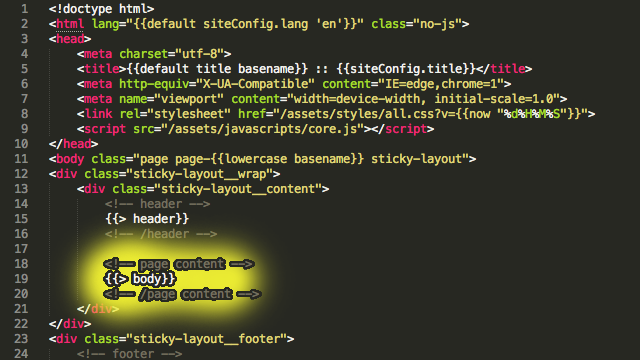 1 <!doctype html>
2 <html lang="{{default siteConfig.lang 'en'}}" class="no-js">
3 <head>
4 <meta charset="utf-8">
5 <title>{{default title basename}} :: {{siteConfig.title}}</title>
6 <meta http-equiv="X-UA-Compatible" content="IE=edge,chrome=1">
7 <meta name="viewport" content="width=device-width, initial-scale=1.0">
8 <link rel="stylesheet" href="/assets/styles/all.css?v={{now "%d%H%M%S"}}">
9 <script src="/assets/javascripts/core.js"></script>
10 </head>
11 <body class="page page-{{lowercase basename}} sticky-layout">
12 <div class="sticky-layout__wrap">
13 <div class="sticky-layout__content">
14 <!-- header -->
15 {{> header}}
16 <!-- /header -->
17
18 <!-- page content -->
19 {{> body}}
20 <!-- /page content -->
21 </div>
22 </div>
23 <div class="sticky-layout__footer">
24 <!-- footer -->